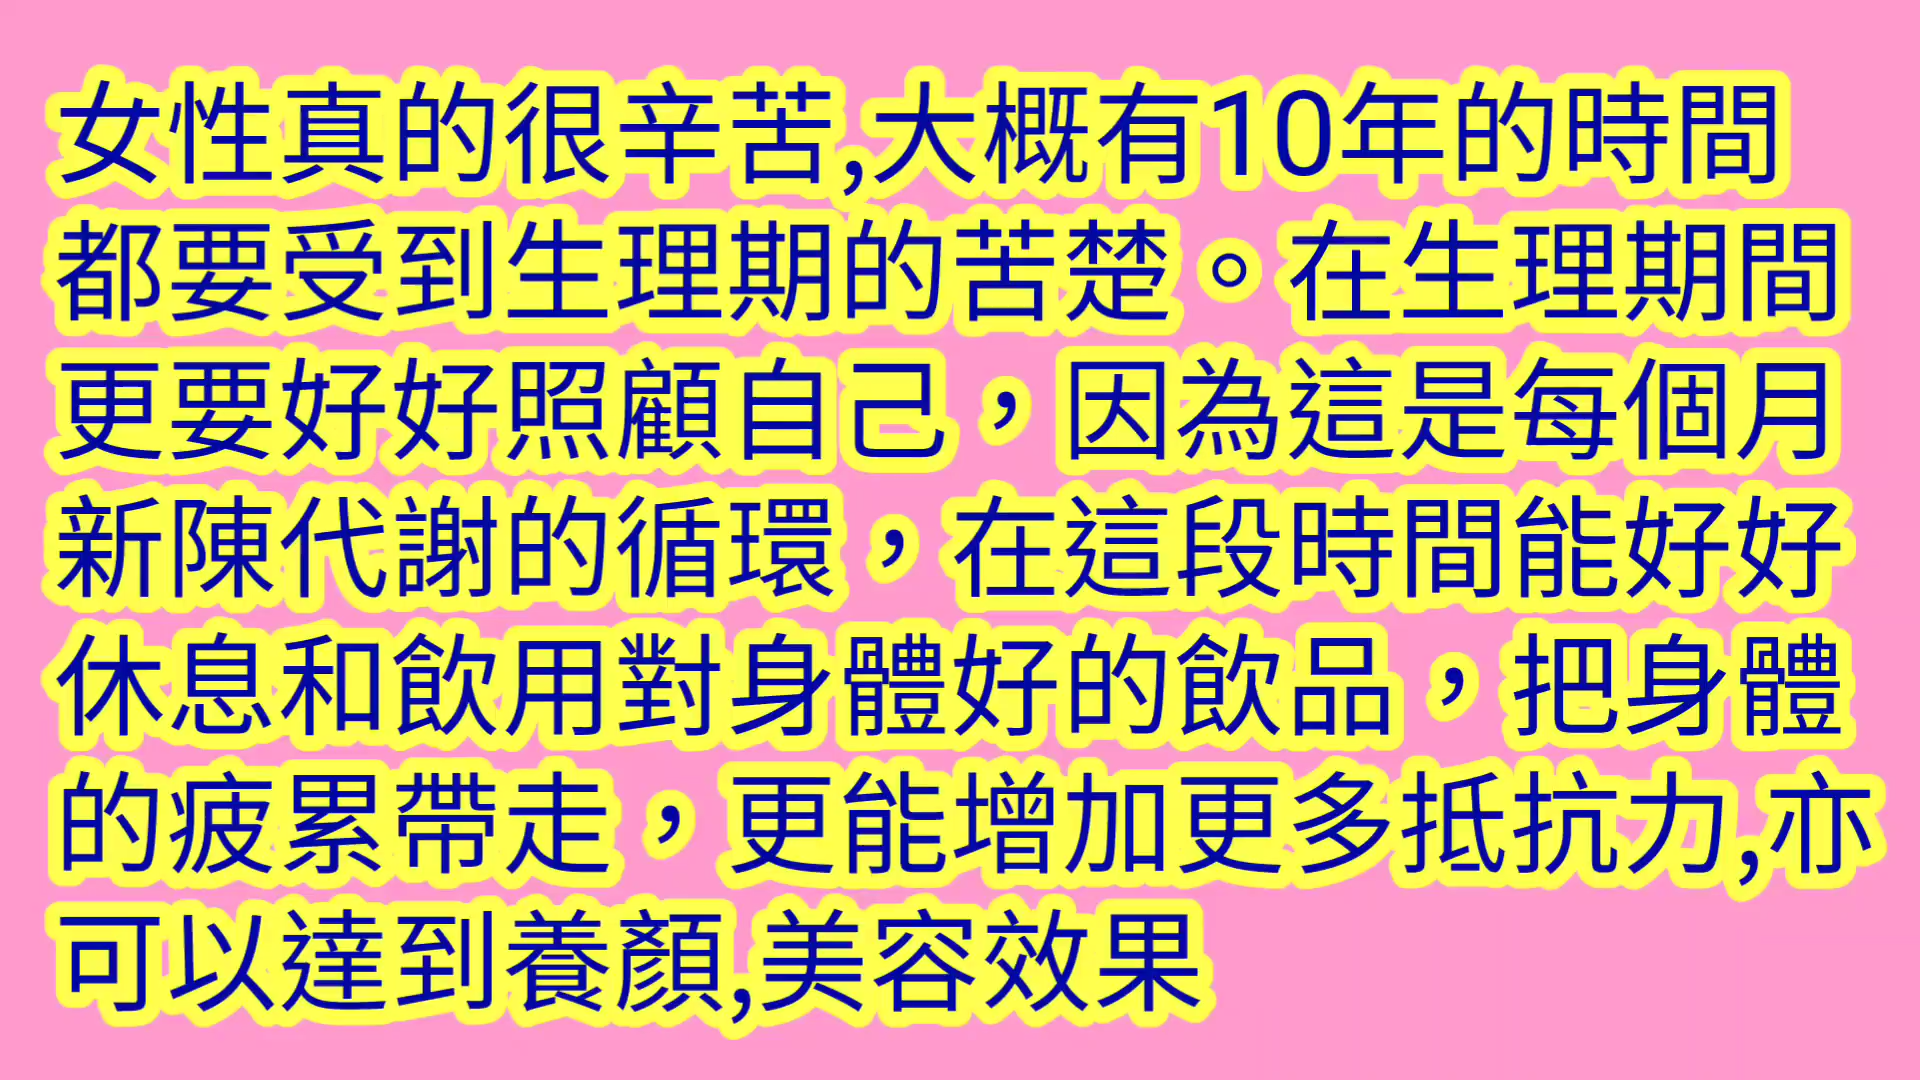 女性真的很辛苦,大概有10年的時間
都要受到生理期的苦楚。在生理期間
更要好好照顧自己，因為這是每個月
新陳代謝的循環，在這段時間能好好
休息和飲用對身體好的飲品，把身體
的疲累帶走，更能增加更多抵抗力,亦
可以達到養顏,美容效果